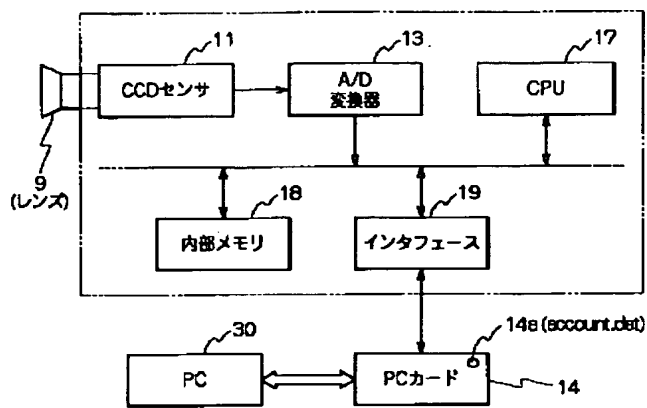 11
13
17
CCDセンサ
A/D
変換器
CPU
9
(レンズ)
18
19
内部メモリ
インタフェース
30
14a (account.dat)
PC
PCカード
14